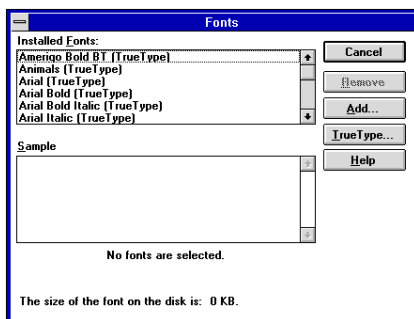 Fonts
Installed Fonts:
Amerigo Bold BT (TrueType)
Animals (TrueType)
Arial (TrueType)
Arial Bold (TrueType)
Arial Bold Italic (TrueType)
Arial Italic (TrueType)
Cancel
Remove
Add...
TrueType...
Help
Sample
No fonts are selected.
The size of the font on the disk is: 0 KB.